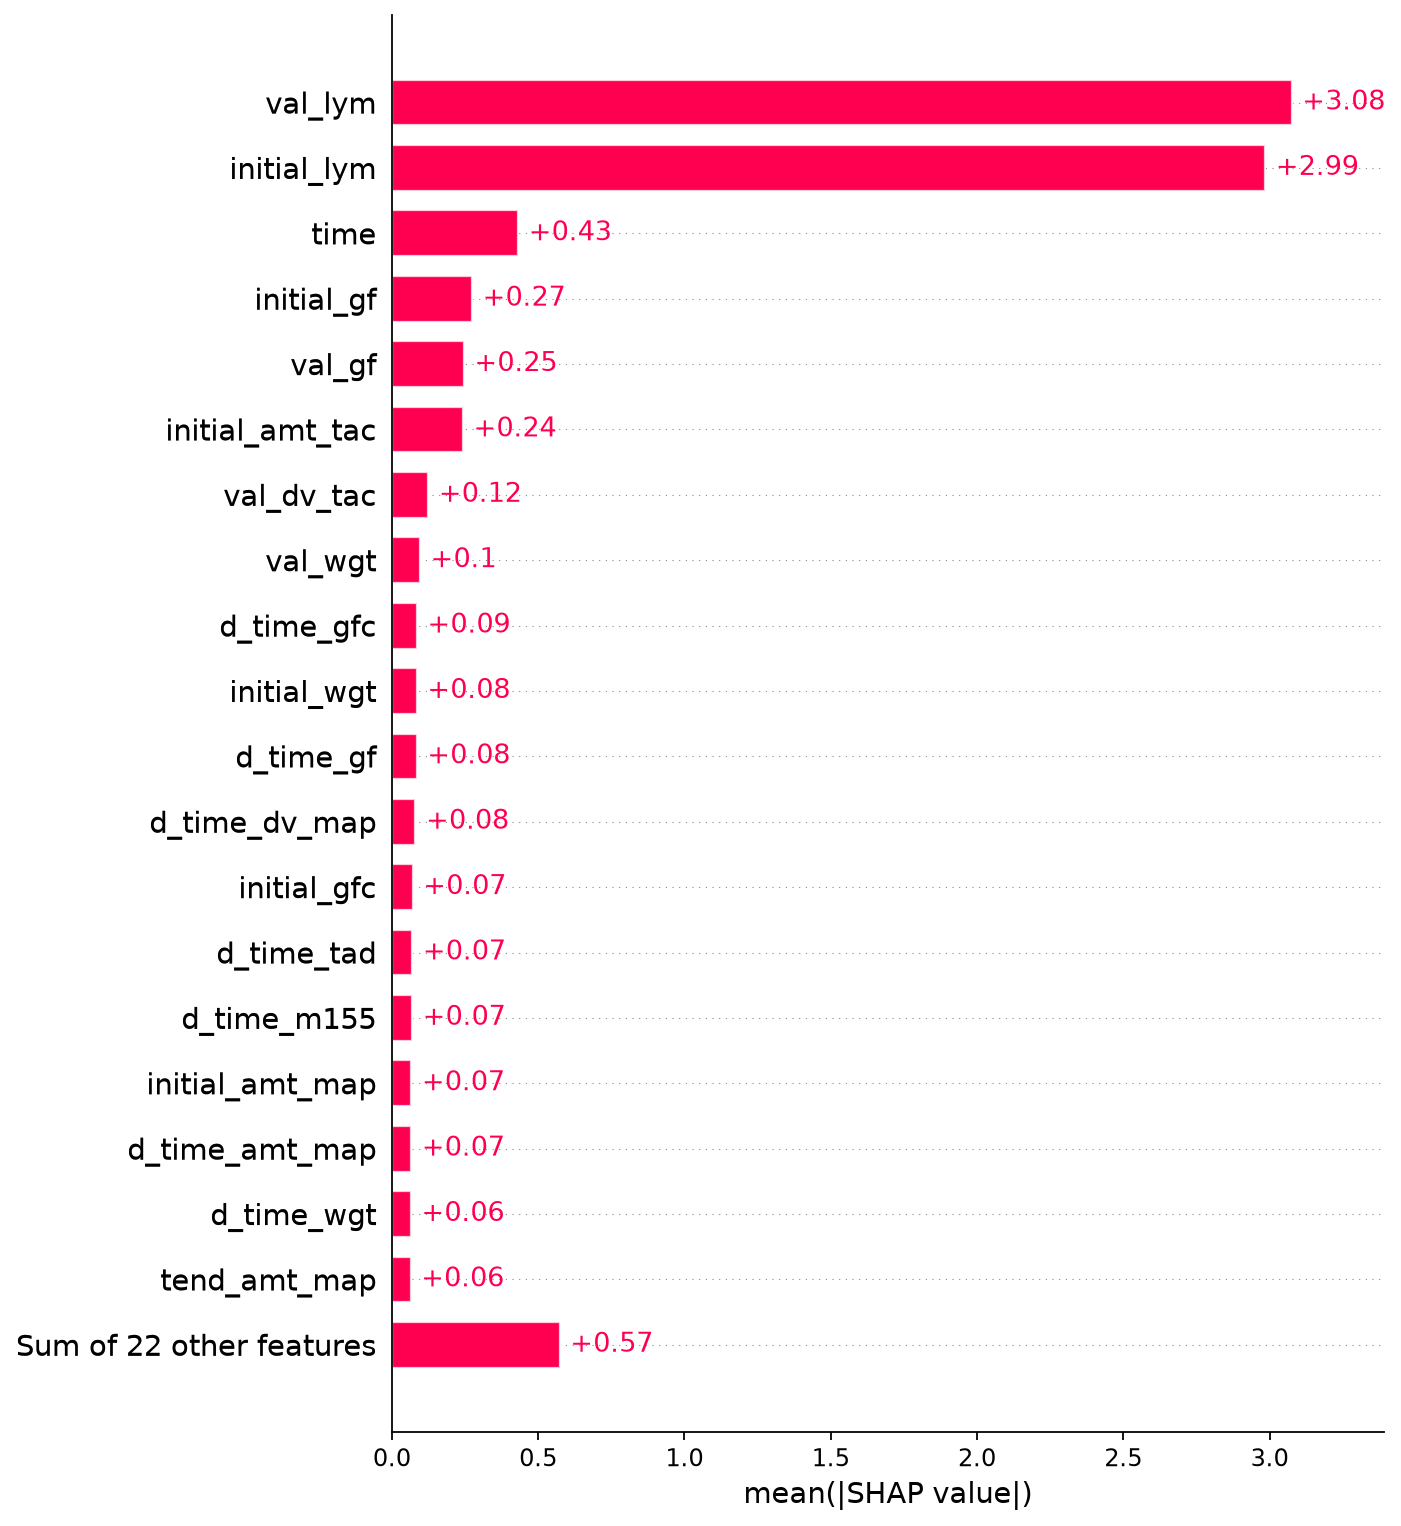 val_lym +3.08
initial_lym +2.99
time +0.43
initial_gf +0.27
val_gf +0.25
initial_amt_tac +0.24
val_dv_tac +0.12
val_wgt +0.1
d_time_gfc +0.09
initial_wgt +0.08
d_time_gf +0.08
d_time_dv_map +0.08
initial_gfc +0.07
d_time_tad +0.07
d_time_m155 +0.07
initial_amt_map +0.07
d_time_amt_map +0.07
d_time_wgt +0.06
tend_amt_map +0.06
Sum of 22 other features +0.57
0.0 0.5 1.0 1.5 2.0 2.5 3.0
mean(|SHAP value|)